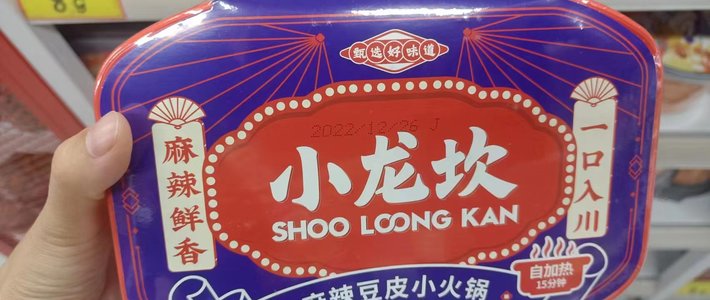 甄选好味道
2022/12/26 J
小龙坎
SHOO LOONG KAN
麻辣鲜香
一口入川
自加热
15分钟
麻辣豆皮小火锅